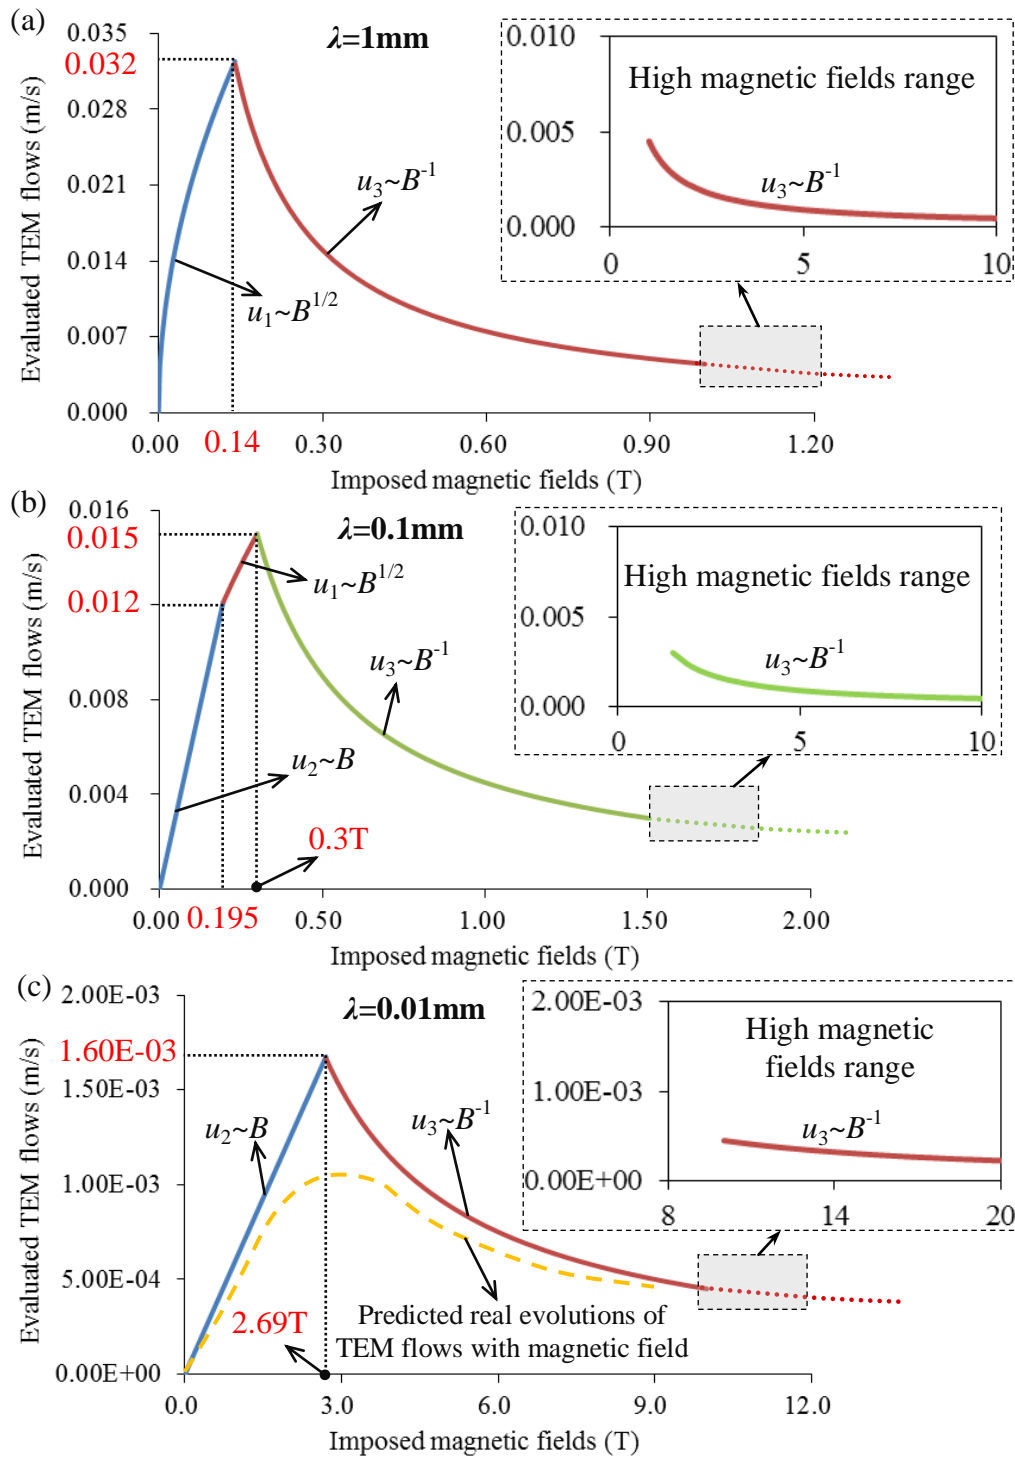 (a)
λ=1mm
Evaluated TEM flows (m/s)
0.035
0.032
0.028
0.021
0.014
0.007
0.000
u₃~B⁻¹
u₁~B¹ᐟ²
0.00
0.14
0.30
0.60
0.90
1.20
Imposed magnetic fields (T)
High magnetic fields range
0.010
0.005
0.000
u₃~B⁻¹
0
5
10
(b)
λ=0.1mm
Evaluated TEM flows (m/s)
0.016
0.015
0.012
0.008
0.004
0.000
u₁~B¹ᐟ²
u₃~B⁻¹
u₂~B
0.3T
0.00
0.195
0.50
1.00
1.50
2.00
Imposed magnetic fields (T)
High magnetic fields range
0.010
0.005
0.000
u₃~B⁻¹
0
5
10
(c)
λ=0.01mm
Evaluated TEM flows (m/s)
2.00E-03
1.60E-03
1.50E-03
1.00E-03
5.00E-04
0.00E+00
u₂~B
u₃~B⁻¹
2.69T
Predicted real evolutions of
TEM flows with magnetic field
0.0
3.0
6.0
9.0
12.0
Imposed magnetic fields (T)
High magnetic
fields range
2.00E-03
1.00E-03
0.00E+00
u₃~B⁻¹
8
14
20